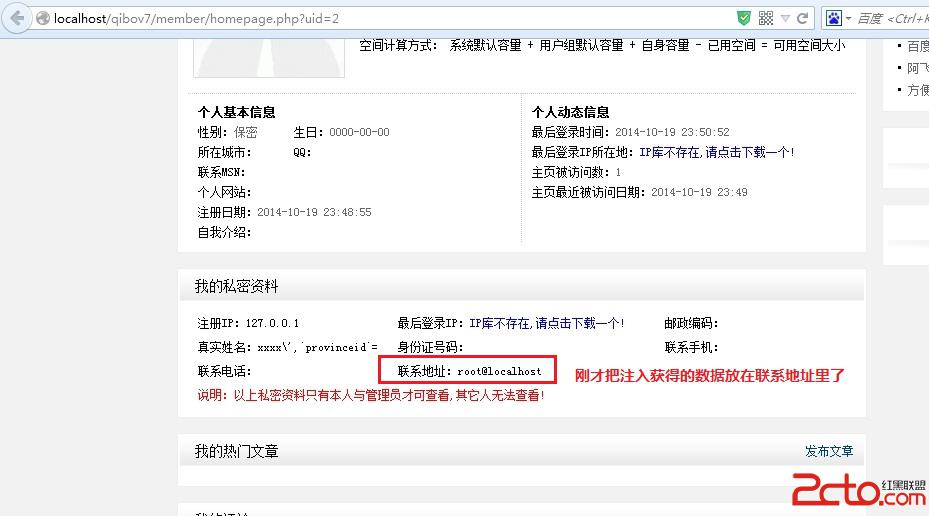 localhost/qibov7/member/homepage.php?uid=2
百度 <Ctrl+K
空间计算方式： 系统默认容量 + 用户组默认容量 + 自身容量 - 已用空间 = 可用空间大小
• 百度
• 阿飞
• 方便
个人基本信息
性别：保密 生日：0000-00-00
所在城市： QQ：
联系MSN：
个人网站：
注册日期：2014-10-19 23:48:55
自我介绍：
个人动态信息
最后登录时间：2014-10-19 23:50:52
最后登录IP所在地：IP库不存在,请点击下载一个!
主页被访问数：1
主页最近被访问日期：2014-10-19 23:49
我的私密资料
注册IP：127.0.0.1 最后登录IP：IP库不存在,请点击下载一个! 邮政编码：
真实姓名：xxxx\',`provinceid`= 身份证号码： 联系手机：
联系电话： 联系地址：root@localhost
刚才把注入获得的数据放在联系地址里了
说明：以上私密资料只有本人与管理员才可查看,其它人无法查看!
我的热门文章 发布文章
2cto.com 红黑联盟